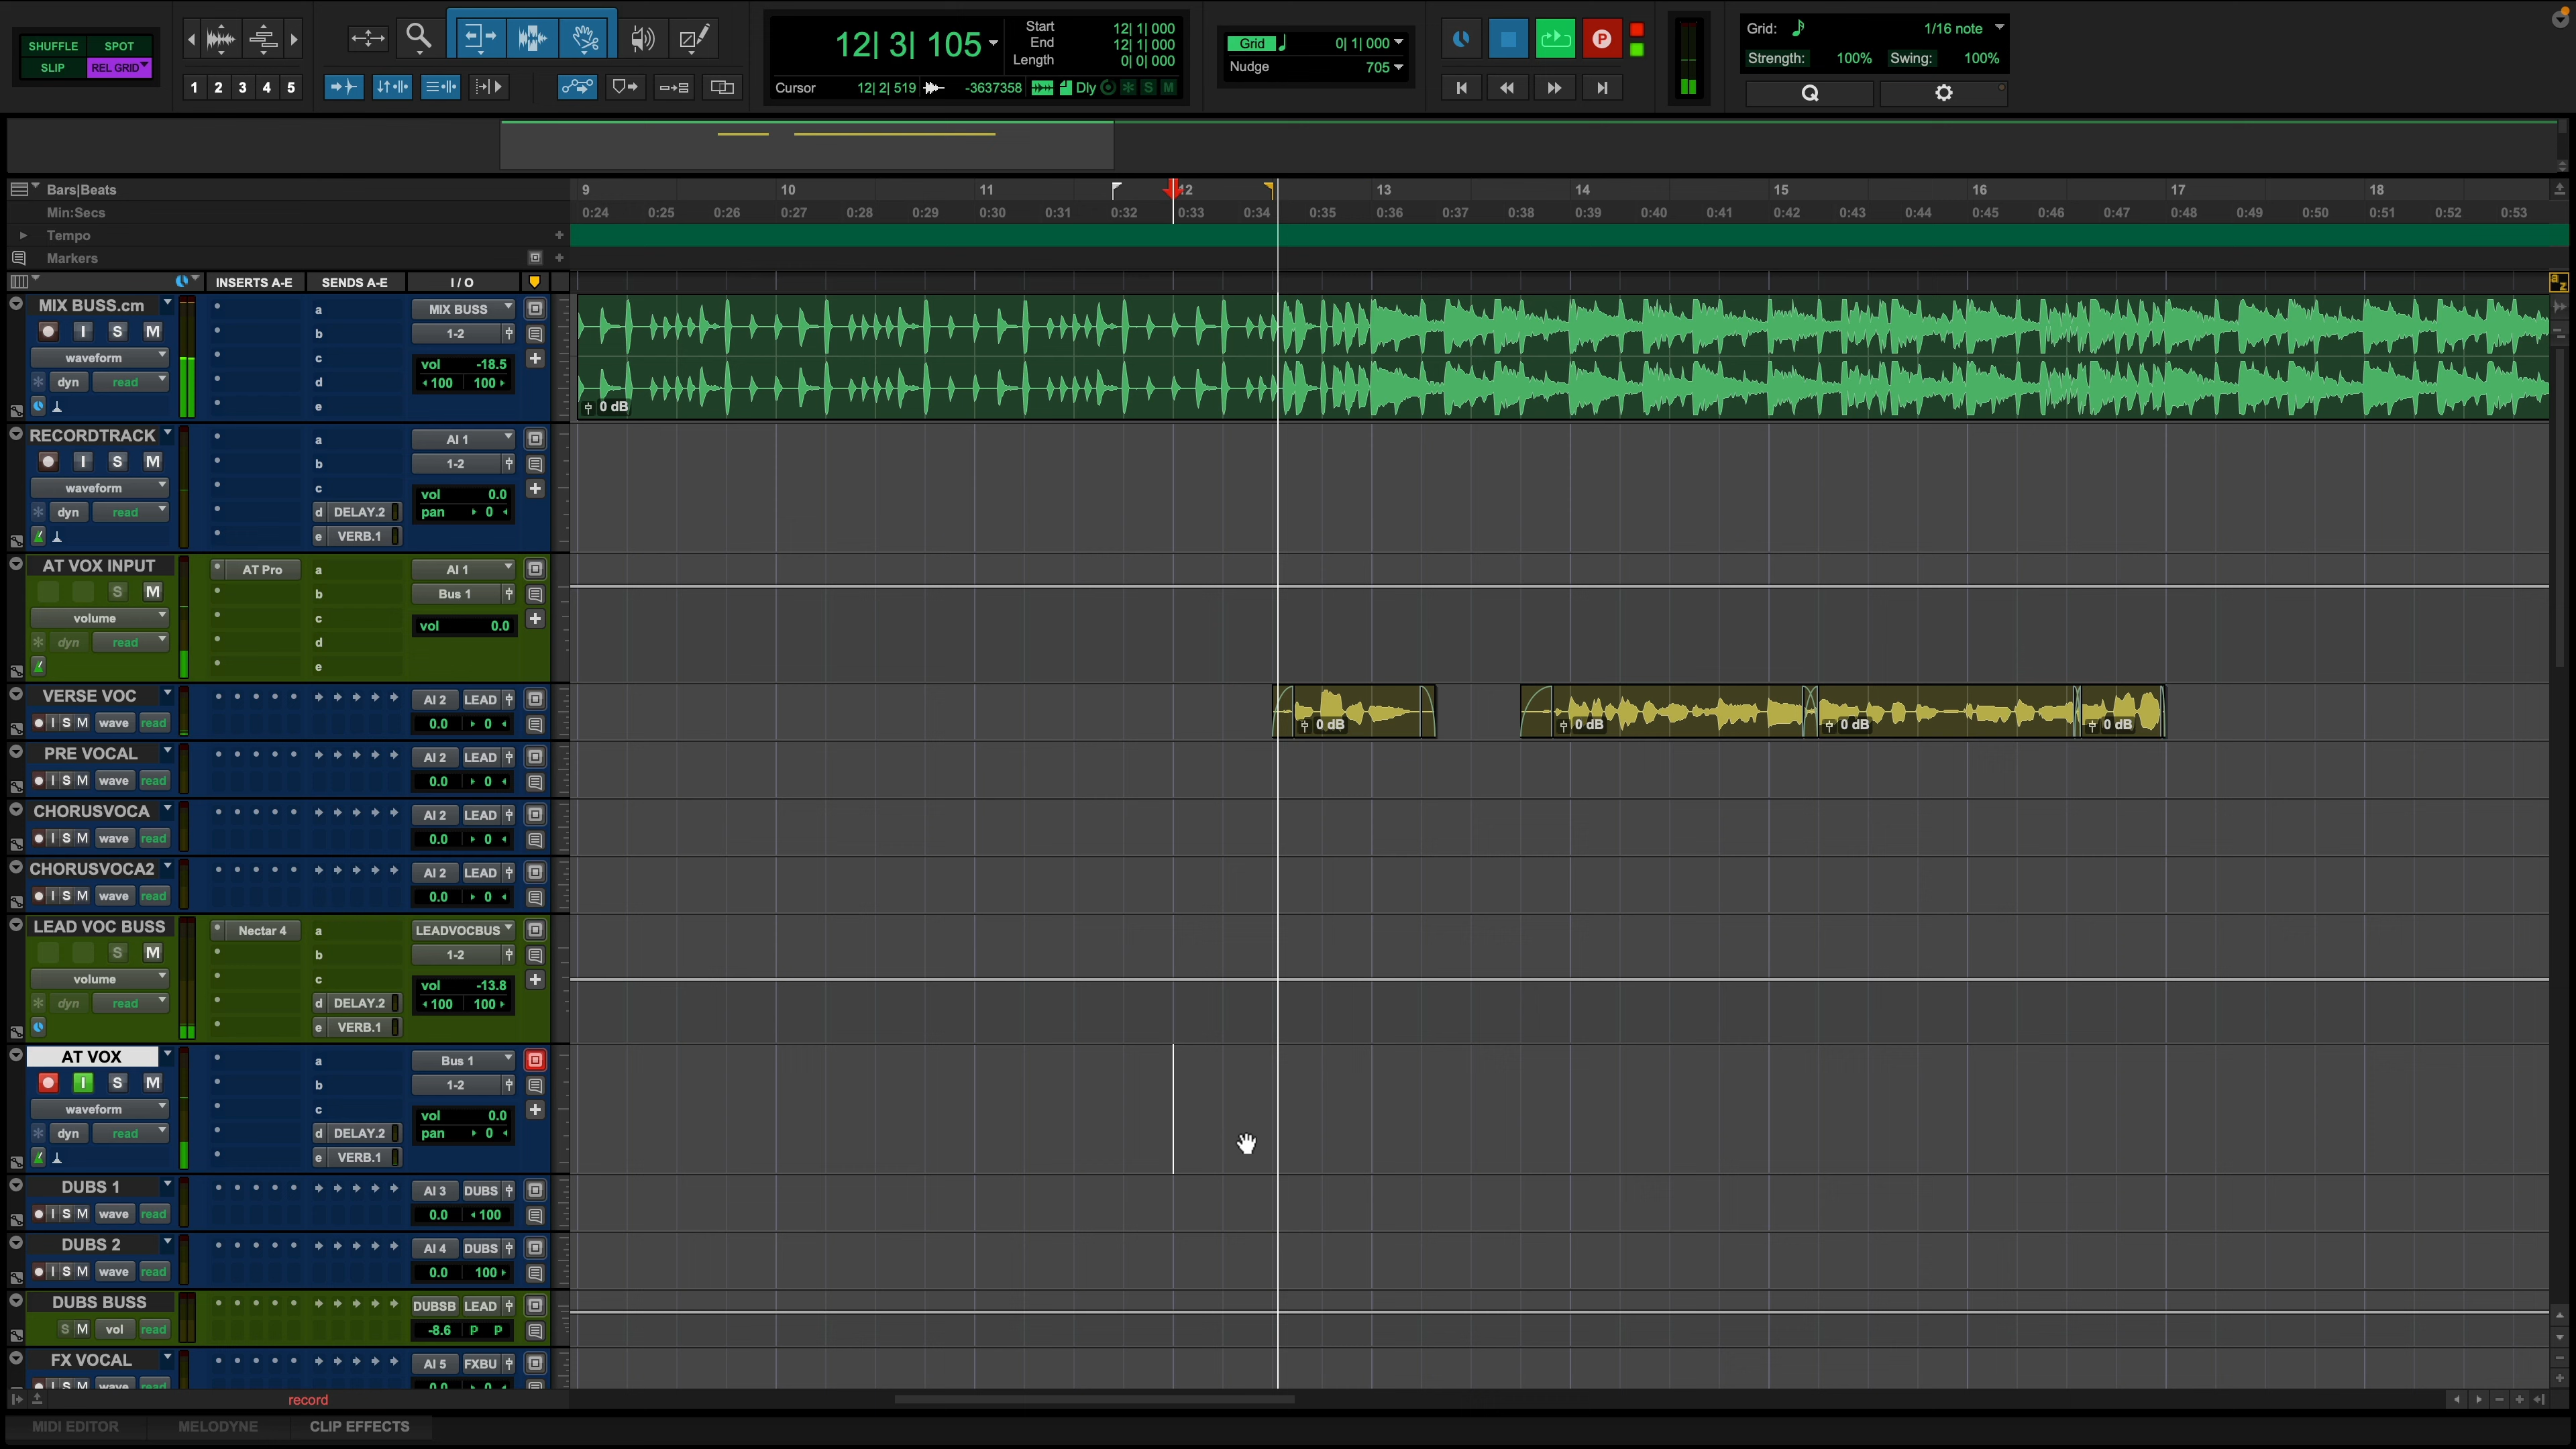 SHUFFLE SPOT
SLIP REL GRID
1 2 3 4 5
12| 3| 105
Start 12| 1| 000
End 12| 1| 000
Length 0| 0| 000
Cursor 12| 2| 519 -3637358 Dly S M
Grid 0| 1| 000
Nudge 705
P
Grid: 1/16 note
Strength: 100% Swing: 100%
Q
Bars|Beats 9 10 11 12 13 14 15 16 17 18
Min:Secs 0:24 0:25 0:26 0:27 0:28 0:29 0:30 0:31 0:32 0:33 0:34 0:35 0:36 0:37 0:38 0:39 0:40 0:41 0:42 0:43 0:44 0:45 0:46 0:47 0:48 0:49 0:50 0:51 0:52 0:53
Tempo +
Markers +
INSERTS A-E SENDS A-E I / O
a z
MIX BUSS.cm a MIX BUSS
I S M b 1-2
waveform c vol -18.5
dyn read d 100 100
e 0 dB
RECORDTRACK a AI 1
I S M b 1-2
waveform c vol 0.0
dyn read d DELAY.2 pan 0
e VERB.1
AT VOX INPUT AT Pro a AI 1
S M b Bus 1
volume c vol 0.0
dyn read d
e
VERSE VOC AI 2 LEAD
I S M wave read 0.0 0 0 dB 0 dB 0 dB 0 dB
PRE VOCAL AI 2 LEAD
I S M wave read 0.0 0
CHORUSVOCA AI 2 LEAD
I S M wave read 0.0 0
CHORUSVOCA2 AI 2 LEAD
I S M wave read 0.0 0
LEAD VOC BUSS Nectar 4 a LEADVOCBUS
S M b 1-2
volume c vol -13.8
dyn read d DELAY.2 100 100
e VERB.1
AT VOX a Bus 1
I S M b 1-2
waveform c vol 0.0
dyn read d DELAY.2 pan 0
e VERB.1
DUBS 1 AI 3 DUBS
I S M wave read 0.0 100
DUBS 2 AI 4 DUBS
I S M wave read 0.0 100
DUBS BUSS DUBSB LEAD
S M vol read -8.6 P P
FX VOCAL AI 5 FXBU
I S M wave read 0.0 0
record
MIDI EDITOR MELODYNE CLIP EFFECTS